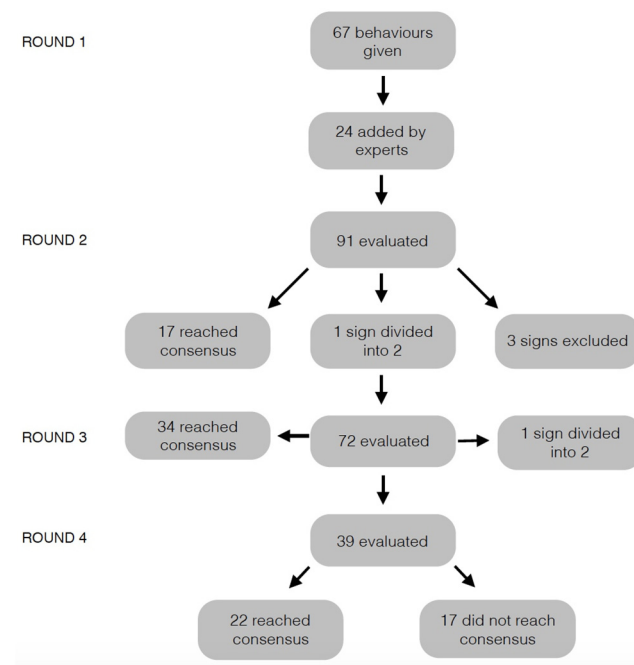 ROUND 1
67 behaviours
given
24 added by
experts
ROUND 2
91 evaluated
17 reached
consensus
1 sign divided
into 2
3 signs excluded
ROUND 3
34 reached
consensus
72 evaluated
1 sign divided
into 2
ROUND 4
39 evaluated
22 reached
consensus
17 did not reach
consensus